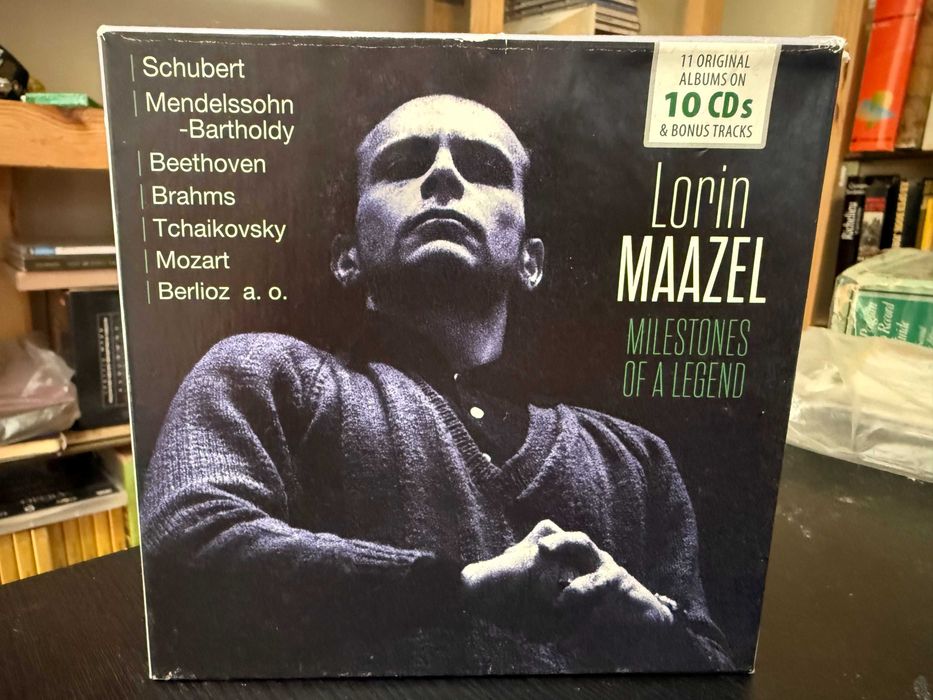 Schubert
Mendelssohn
-Bartholdy
Beethoven
Brahms
Tchaikovsky
Mozart
Berlioz a. o.
11 ORIGINAL
ALBUMS ON
10 CDs
& BONUS TRACKS
Lorin
MAAZEL
MILESTONES
OF A LEGEND
Record